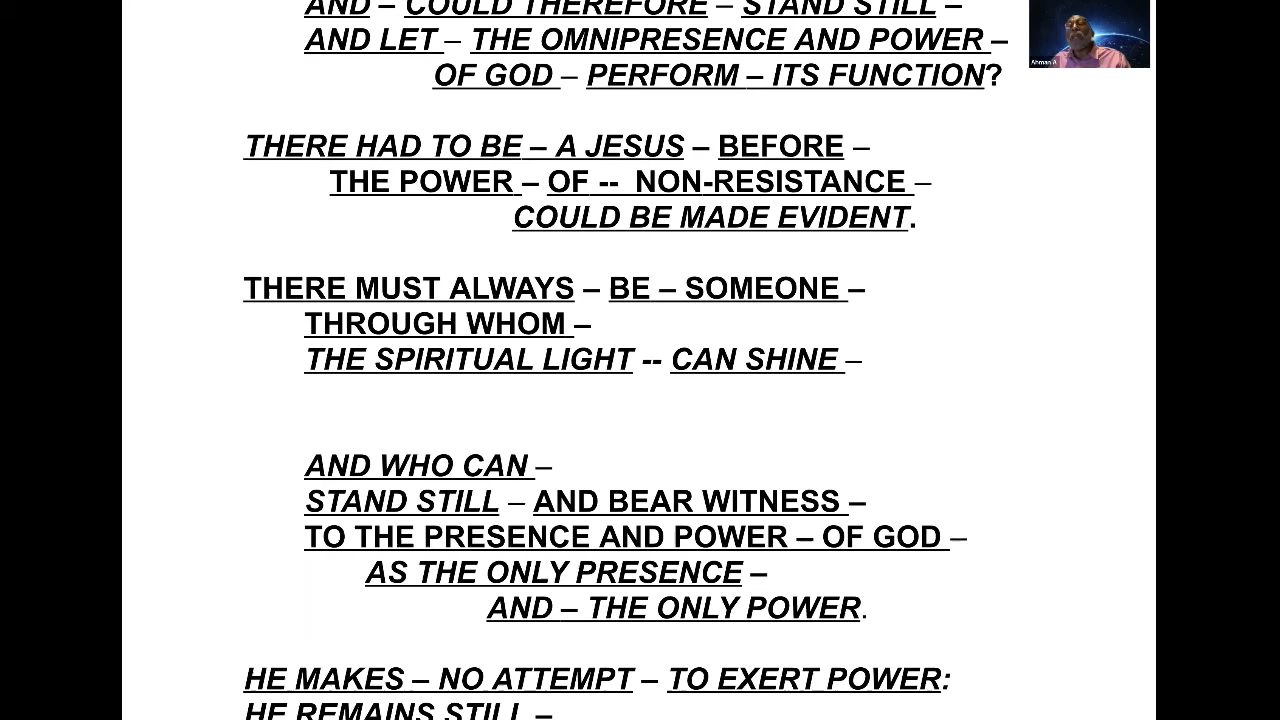 AND – COULD THEREFORE – STAND STILL –
AND LET – THE OMNIPRESENCE AND POWER –
OF GOD – PERFORM – ITS FUNCTION?
Ahman A
THERE HAD TO BE – A JESUS – BEFORE –
THE POWER – OF -- NON-RESISTANCE –
COULD BE MADE EVIDENT.
THERE MUST ALWAYS – BE – SOMEONE –
THROUGH WHOM –
THE SPIRITUAL LIGHT -- CAN SHINE –
AND WHO CAN –
STAND STILL – AND BEAR WITNESS –
TO THE PRESENCE AND POWER – OF GOD –
AS THE ONLY PRESENCE –
AND – THE ONLY POWER.
HE MAKES – NO ATTEMPT – TO EXERT POWER:
HE REMAINS STILL –